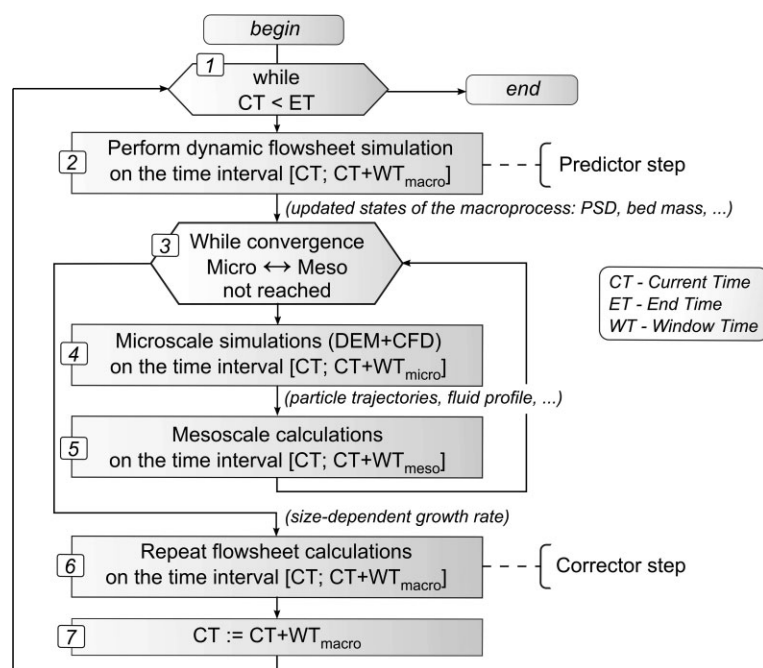 begin
1
while
CT < ET
end
2
Perform dynamic flowsheet simulation
on the time interval [CT; CT+WTmacro]
Predictor step
(updated states of the macroprocess: PSD, bed mass, ...)
3
While convergence
Micro ↔ Meso
not reached
CT - Current Time
ET - End Time
WT - Window Time
4
Microscale simulations (DEM+CFD)
on the time interval [CT; CT+WTmicro]
(particle trajectories, fluid profile, ...)
5
Mesoscale calculations
on the time interval [CT; CT+WTmeso]
(size-dependent growth rate)
6
Repeat flowsheet calculations
on the time interval [CT; CT+WTmacro]
Corrector step
7
CT := CT+WTmacro